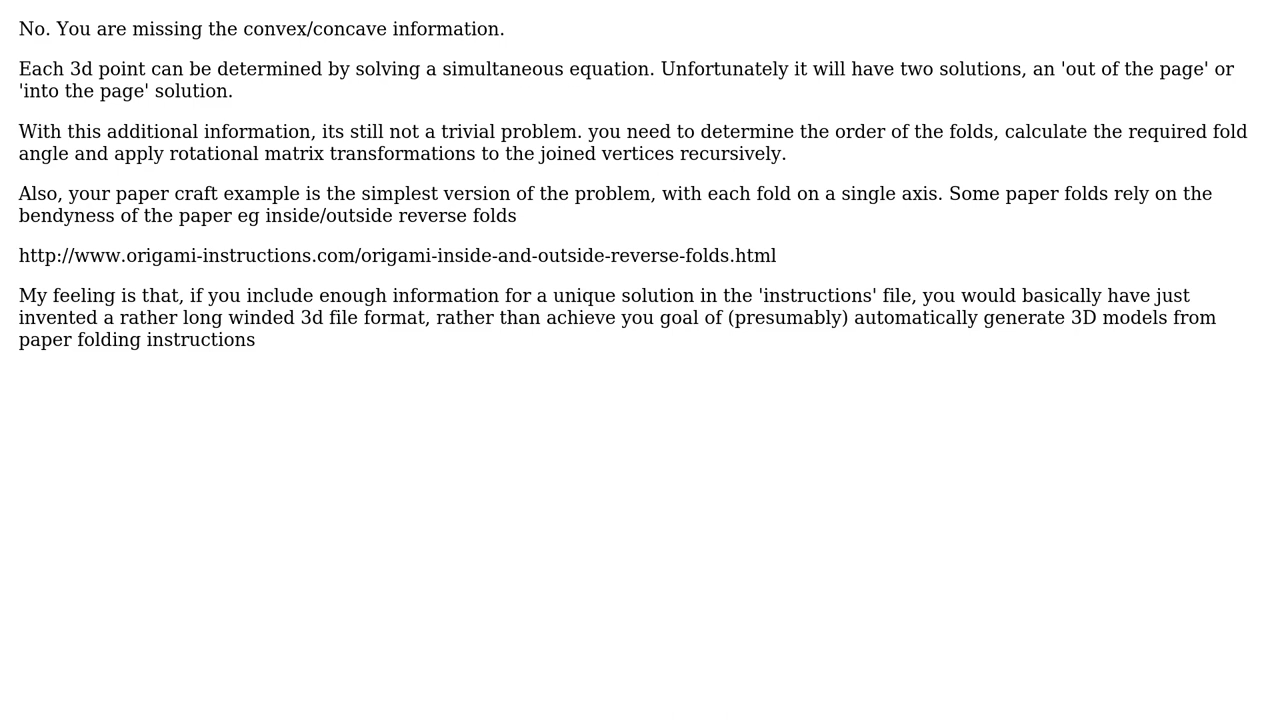 No. You are missing the convex/concave information.
Each 3d point can be determined by solving a simultaneous equation. Unfortunately it will have two solutions, an 'out of the page' or
'into the page' solution.
With this additional information, its still not a trivial problem. you need to determine the order of the folds, calculate the required fold
angle and apply rotational matrix transformations to the joined vertices recursively.
Also, your paper craft example is the simplest version of the problem, with each fold on a single axis. Some paper folds rely on the
bendyness of the paper eg inside/outside reverse folds
http://www.origami-instructions.com/origami-inside-and-outside-reverse-folds.html
My feeling is that, if you include enough information for a unique solution in the 'instructions' file, you would basically have just
invented a rather long winded 3d file format, rather than achieve you goal of (presumably) automatically generate 3D models from
paper folding instructions